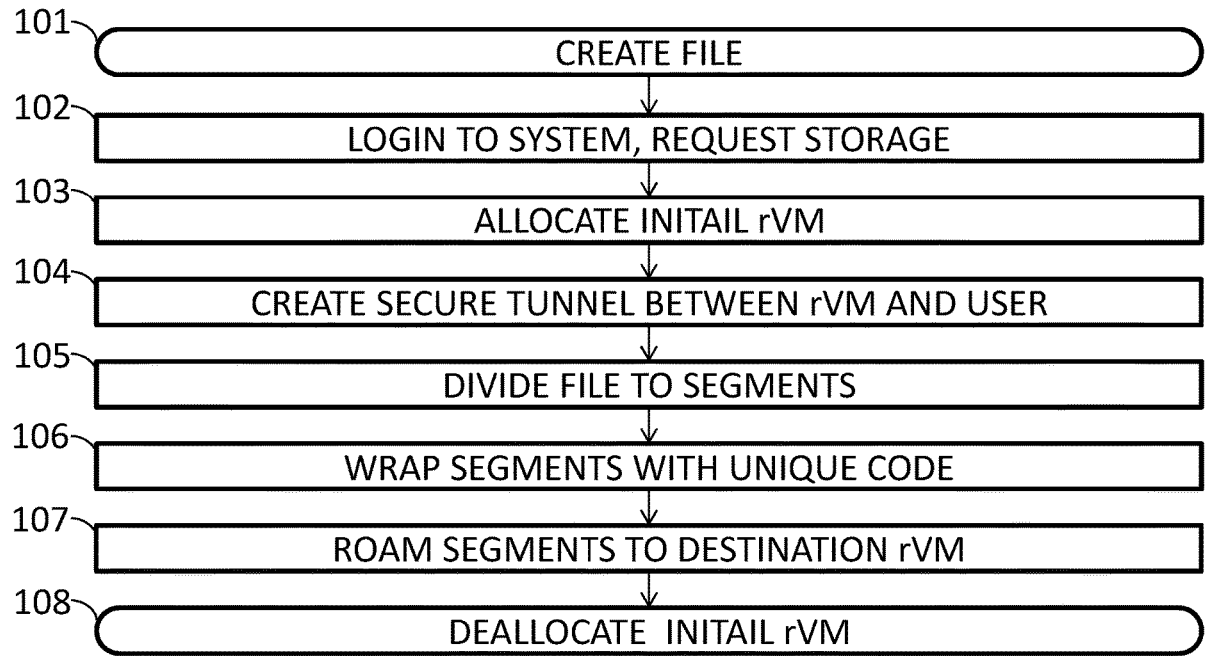 101
CREATE FILE
102
LOGIN TO SYSTEM, REQUEST STORAGE
103
ALLOCATE INITAIL rVM
104
CREATE SECURE TUNNEL BETWEEN rVM AND USER
105
DIVIDE FILE TO SEGMENTS
106
WRAP SEGMENTS WITH UNIQUE CODE
107
ROAM SEGMENTS TO DESTINATION rVM
108
DEALLOCATE INITAIL rVM